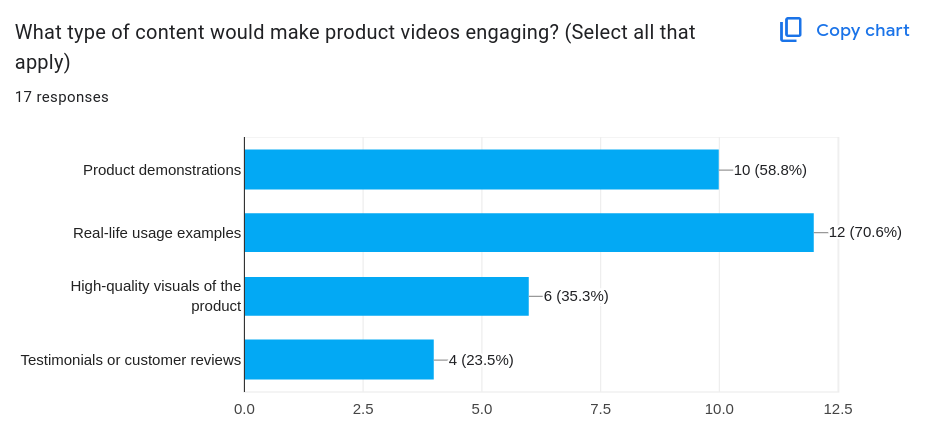 What type of content would make product videos engaging? (Select all that
apply)
Copy chart
17 responses
Product demonstrations
10 (58.8%)
Real-life usage examples
12 (70.6%)
High-quality visuals of the
product
6 (35.3%)
Testimonials or customer reviews
4 (23.5%)
0.0 2.5 5.0 7.5 10.0 12.5